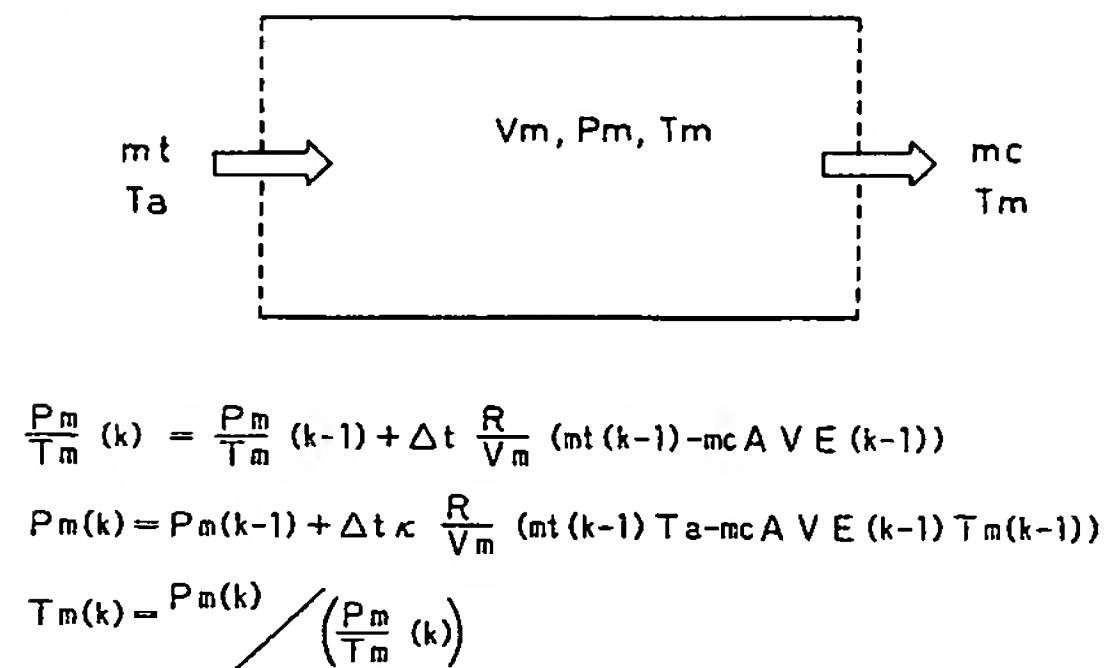 Vm, Pm, Tm
mt
Ta
mc
Tm
Pm/Tm (k) = Pm/Tm (k-1) + Δt R/Vm (mt(k-1)-mcAVE(k-1))
Pm(k) = Pm(k-1) + Δt κ R/Vm (mt(k-1)Ta-mcAVE(k-1)Tm(k-1))
Tm(k) = Pm(k) / (Pm/Tm (k))